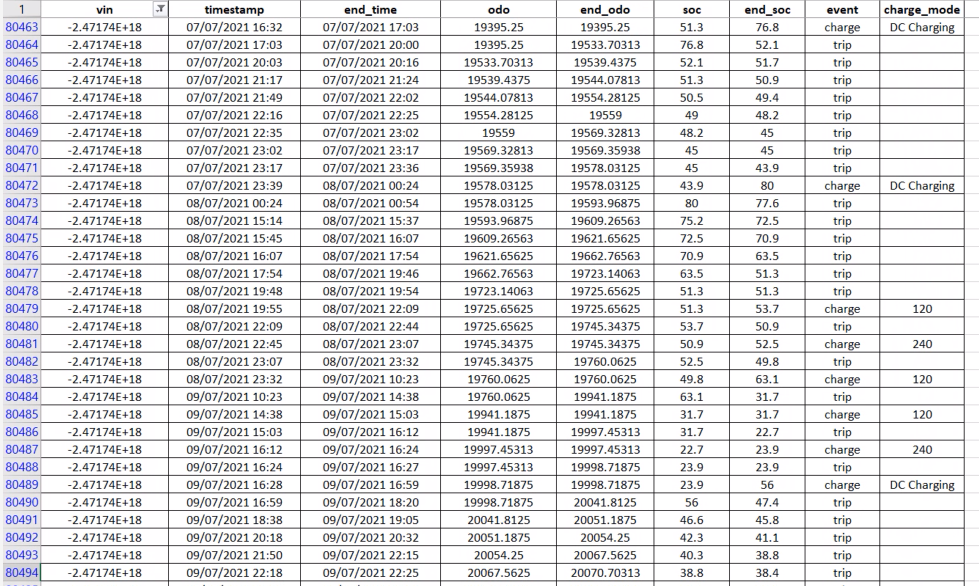 1 vin timestamp end_time odo end_odo soc end_soc event charge_mode
80463 -2.47174E+18 07/07/2021 16:32 07/07/2021 17:03 19395.25 19395.25 51.3 76.8 charge DC Charging
80464 -2.47174E+18 07/07/2021 17:03 07/07/2021 20:00 19395.25 19533.70313 76.8 52.1 trip
80465 -2.47174E+18 07/07/2021 20:03 07/07/2021 20:16 19533.70313 19539.4375 52.1 51.7 trip
80466 -2.47174E+18 07/07/2021 21:17 07/07/2021 21:24 19539.4375 19544.07813 51.3 50.9 trip
80467 -2.47174E+18 07/07/2021 21:49 07/07/2021 22:02 19544.07813 19554.28125 50.5 49.4 trip
80468 -2.47174E+18 07/07/2021 22:16 07/07/2021 22:25 19554.28125 19559 49 48.2 trip
80469 -2.47174E+18 07/07/2021 22:35 07/07/2021 23:02 19559 19569.32813 48.2 45 trip
80470 -2.47174E+18 07/07/2021 23:02 07/07/2021 23:17 19569.32813 19569.35938 45 45 trip
80471 -2.47174E+18 07/07/2021 23:17 07/07/2021 23:36 19569.35938 19578.03125 45 43.9 trip
80472 -2.47174E+18 07/07/2021 23:39 08/07/2021 00:24 19578.03125 19578.03125 43.9 80 charge DC Charging
80473 -2.47174E+18 08/07/2021 00:24 08/07/2021 00:54 19578.03125 19593.96875 80 77.6 trip
80474 -2.47174E+18 08/07/2021 15:14 08/07/2021 15:37 19593.96875 19609.26563 75.2 72.5 trip
80475 -2.47174E+18 08/07/2021 15:45 08/07/2021 16:07 19609.26563 19621.65625 72.5 70.9 trip
80476 -2.47174E+18 08/07/2021 16:07 08/07/2021 17:54 19621.65625 19662.76563 70.9 63.5 trip
80477 -2.47174E+18 08/07/2021 17:54 08/07/2021 19:46 19662.76563 19723.14063 63.5 51.3 trip
80478 -2.47174E+18 08/07/2021 19:48 08/07/2021 19:54 19723.14063 19725.65625 51.3 51.3 trip
80479 -2.47174E+18 08/07/2021 19:55 08/07/2021 22:09 19725.65625 19725.65625 51.3 53.7 charge 120
80480 -2.47174E+18 08/07/2021 22:09 08/07/2021 22:44 19725.65625 19745.34375 53.7 50.9 trip
80481 -2.47174E+18 08/07/2021 22:45 08/07/2021 23:07 19745.34375 19745.34375 50.9 52.5 charge 240
80482 -2.47174E+18 08/07/2021 23:07 08/07/2021 23:32 19745.34375 19760.0625 52.5 49.8 trip
80483 -2.47174E+18 08/07/2021 23:32 09/07/2021 10:23 19760.0625 19760.0625 49.8 63.1 charge 120
80484 -2.47174E+18 09/07/2021 10:23 09/07/2021 14:38 19760.0625 19941.1875 63.1 31.7 trip
80485 -2.47174E+18 09/07/2021 14:38 09/07/2021 15:03 19941.1875 19941.1875 31.7 31.7 charge 120
80486 -2.47174E+18 09/07/2021 15:03 09/07/2021 16:12 19941.1875 19997.45313 31.7 22.7 trip
80487 -2.47174E+18 09/07/2021 16:12 09/07/2021 16:24 19997.45313 19997.45313 22.7 23.9 charge 240
80488 -2.47174E+18 09/07/2021 16:24 09/07/2021 16:27 19997.45313 19998.71875 23.9 23.9 trip
80489 -2.47174E+18 09/07/2021 16:28 09/07/2021 16:59 19998.71875 19998.71875 23.9 56 charge DC Charging
80490 -2.47174E+18 09/07/2021 16:59 09/07/2021 18:20 19998.71875 20041.8125 56 47.4 trip
80491 -2.47174E+18 09/07/2021 18:38 09/07/2021 19:05 20041.8125 20051.1875 46.6 45.8 trip
80492 -2.47174E+18 09/07/2021 20:18 09/07/2021 20:32 20051.1875 20054.25 42.3 41.1 trip
80493 -2.47174E+18 09/07/2021 21:50 09/07/2021 22:15 20054.25 20067.5625 40.3 38.8 trip
80494 -2.47174E+18 09/07/2021 22:18 09/07/2021 22:25 20067.5625 20070.70313 38.8 38.4 trip